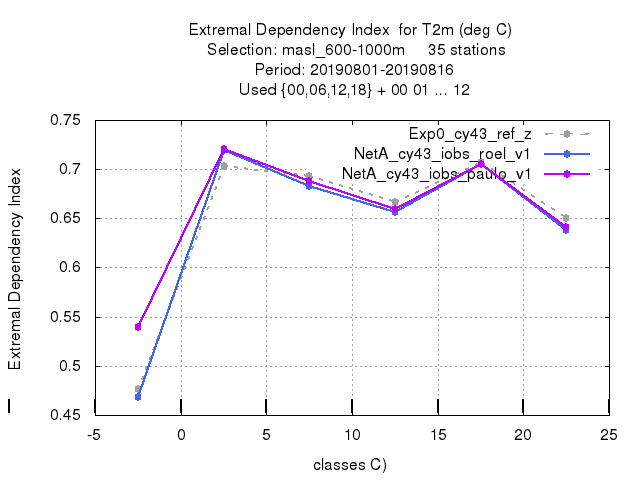 Extremal Dependency Index for T2m (deg C)
Selection: masl_600-1000m 35 stations
Period: 20190801-20190816
Used {00,06,12,18} + 00 01 ... 12
Exp0_cy43_ref_z
NetA_cy43_iobs_roel_v1
NetA_cy43_iobs_paulo_v1
0.75
0.7
0.65
0.6
0.55
0.5
0.45
Extremal Dependency Index
-5
0
5
10
15
20
25
classes C)